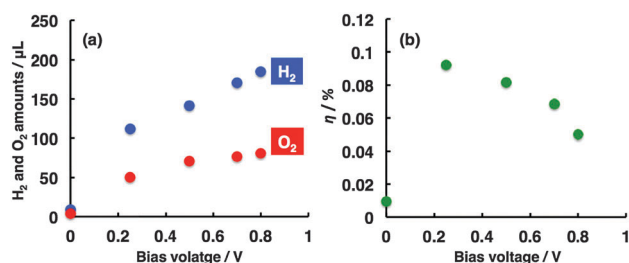 (a)
H₂ and O₂ amounts / μL
250
200
150
100
50
0
H₂
O₂
0 0.2 0.4 0.6 0.8 1
Bias volatge / V
(b)
η / %
0.12
0.1
0.08
0.06
0.04
0.02
0
0 0.2 0.4 0.6 0.8 1
Bias voltage / V